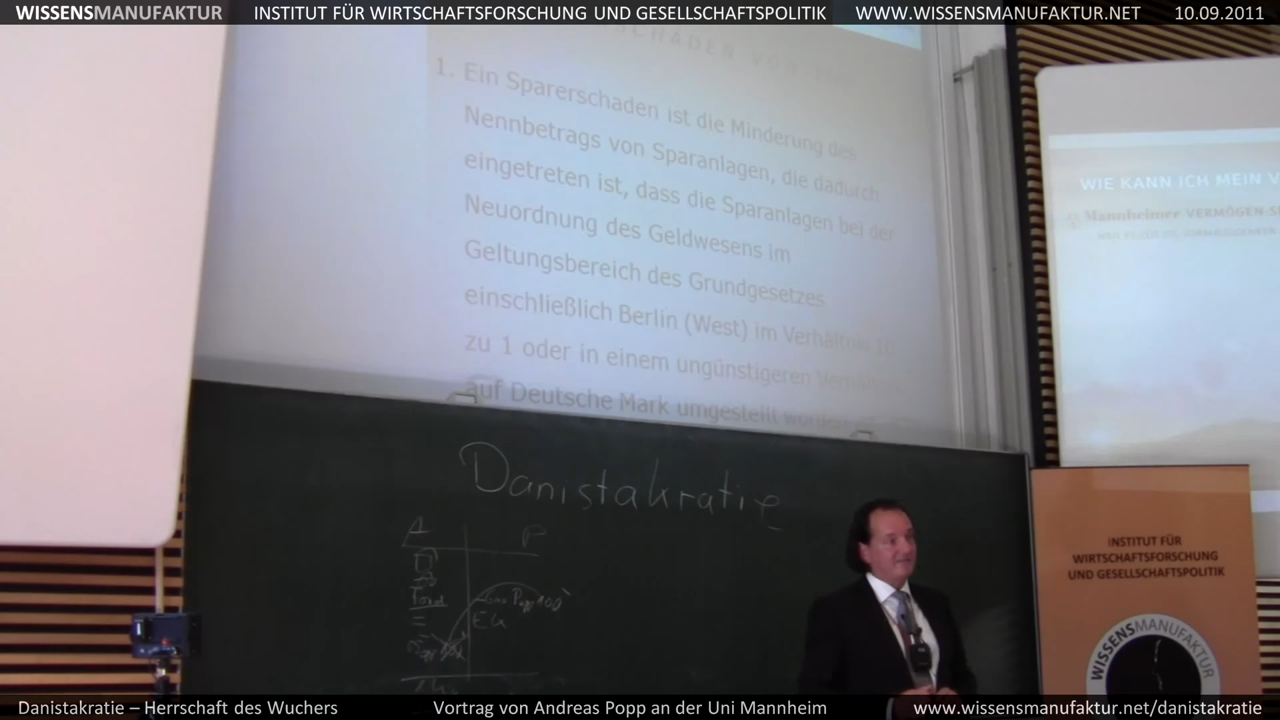 WISSENSMANUFAKTUR INSTITUT FÜR WIRTSCHAFTSFORSCHUNG UND GESELLSCHAFTSPOLITIK WWW.WISSENSMANUFAKTUR.NET 10.09.2011
1. Ein Sparerschaden ist die Minderung des
Nennbetrags von Sparanlagen, die dadurch
eingetreten ist, dass die Sparanlagen bei der
Neuordnung des Geldwesens im
Geltungsbereich des Grundgesetzes
einschließlich Berlin (West) im Verhältnis 10
zu 1 oder in einem ungünstigeren
auf Deutsche Mark umgestellt worden
WIE KANN ICH MEIN V
Mannheimer VERMÖGEN-S
Danistakratie
A P
INSTITUT FÜR
WIRTSCHAFTSFORSCHUNG
UND GESELLSCHAFTSPOLITIK
WISSENSMANUFAKTUR
Danistakratie – Herrschaft des Wuchers Vortrag von Andreas Popp an der Uni Mannheim www.wissensmanufaktur.net/danistakratie